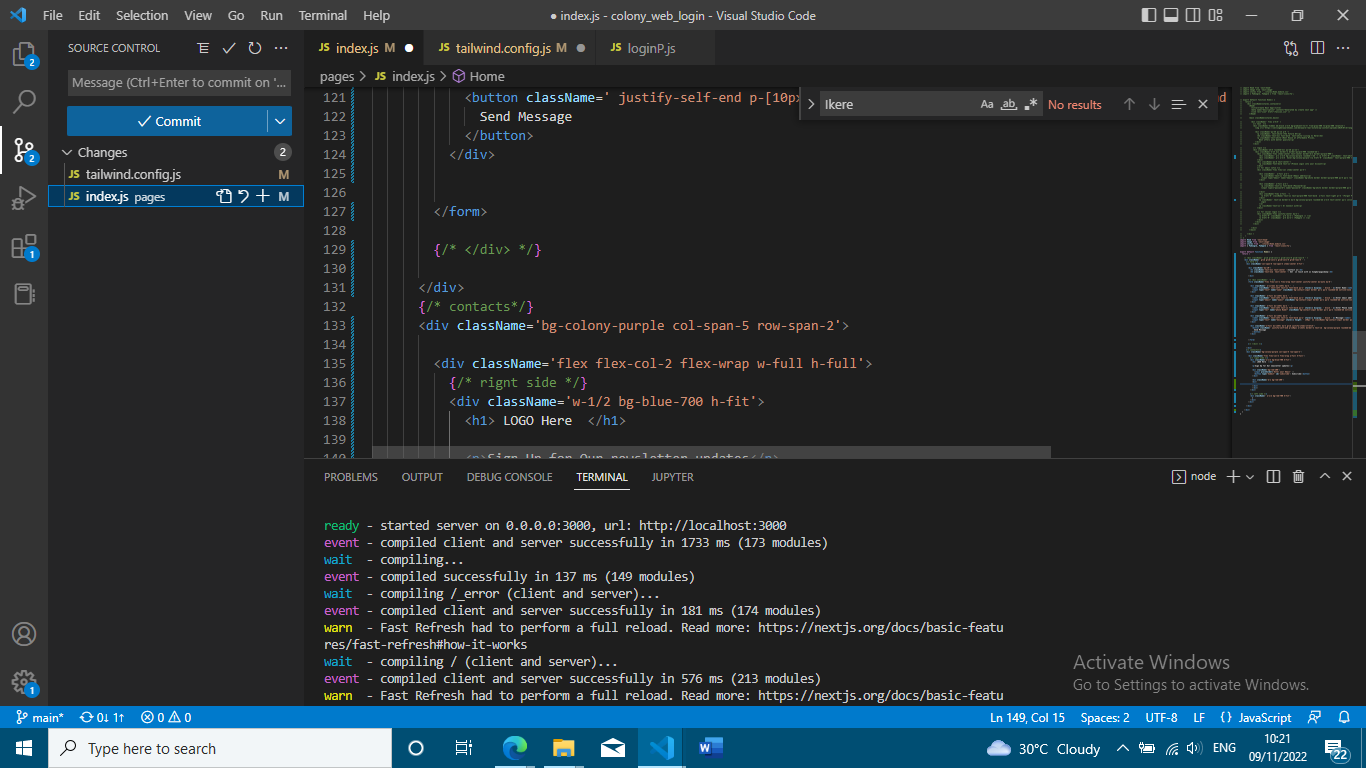 File Edit Selection View Go Run Terminal Help
● index.js - colony_web_login - Visual Studio Code
SOURCE CONTROL
JS index.js M
JS tailwind.config.js M
JS loginP.js
2
Message (Ctrl+Enter to commit on '...
pages > JS index.js > Home
Ikere Aa ab .* No results
Commit
Changes 2
JS tailwind.config.js M
JS index.js pages M
2
1
121 <button className=' justify-self-end p-[10px
122 Send Message
123 </button>
124 </div>
125
126
127 </form>
128
129 {/* </div> */}
130
131 </div>
132 {/* contacts*/}
133 <div className='bg-colony-purple col-span-5 row-span-2'>
134
135 <div className='flex flex-col-2 flex-wrap w-full h-full'>
136 {/* rignt side */}
137 <div className='w-1/2 bg-blue-700 h-fit'>
138 <h1> LOGO Here </h1>
139
140 <p>Sign Up for Our newsletter updates</p>
PROBLEMS OUTPUT DEBUG CONSOLE TERMINAL JUPYTER
node
ready - started server on 0.0.0.0:3000, url: http://localhost:3000
event - compiled client and server successfully in 1733 ms (173 modules)
wait - compiling...
event - compiled successfully in 137 ms (149 modules)
wait - compiling /_error (client and server)...
event - compiled client and server successfully in 181 ms (174 modules)
warn - Fast Refresh had to perform a full reload. Read more: https://nextjs.org/docs/basic-featu
res/fast-refresh#how-it-works
wait - compiling / (client and server)...
event - compiled client and server successfully in 576 ms (213 modules)
warn - Fast Refresh had to perform a full reload. Read more: https://nextjs.org/docs/basic-featu
Activate Windows
Go to Settings to activate Windows.
1
main* 0↓ 1↑ 0 0
Ln 149, Col 15 Spaces: 2 UTF-8 LF {} JavaScript
Type here to search
30°C Cloudy
ENG
10:21
09/11/2022
22